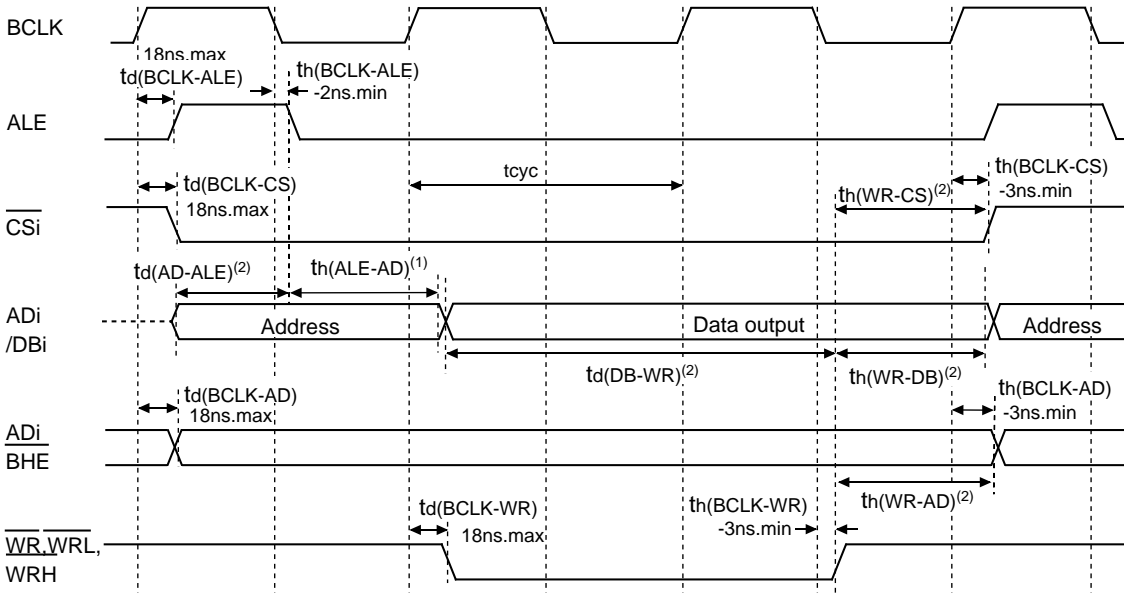 BCLK
18ns.max
td(BCLK-ALE)
th(BCLK-ALE)
-2ns.min
ALE
td(BCLK-CS)
18ns.max
tcyc
th(BCLK-CS)
-3ns.min
th(WR-CS)(2)
CSi
td(AD-ALE)(2)
th(ALE-AD)(1)
ADi
/DBi
Address
Data output
Address
td(DB-WR)(2)
th(WR-DB)(2)
td(BCLK-AD)
18ns.max
th(BCLK-AD)
-3ns.min
ADi
BHE
th(WR-AD)(2)
td(BCLK-WR)
18ns.max
th(BCLK-WR)
-3ns.min
WR,WRL,
WRH